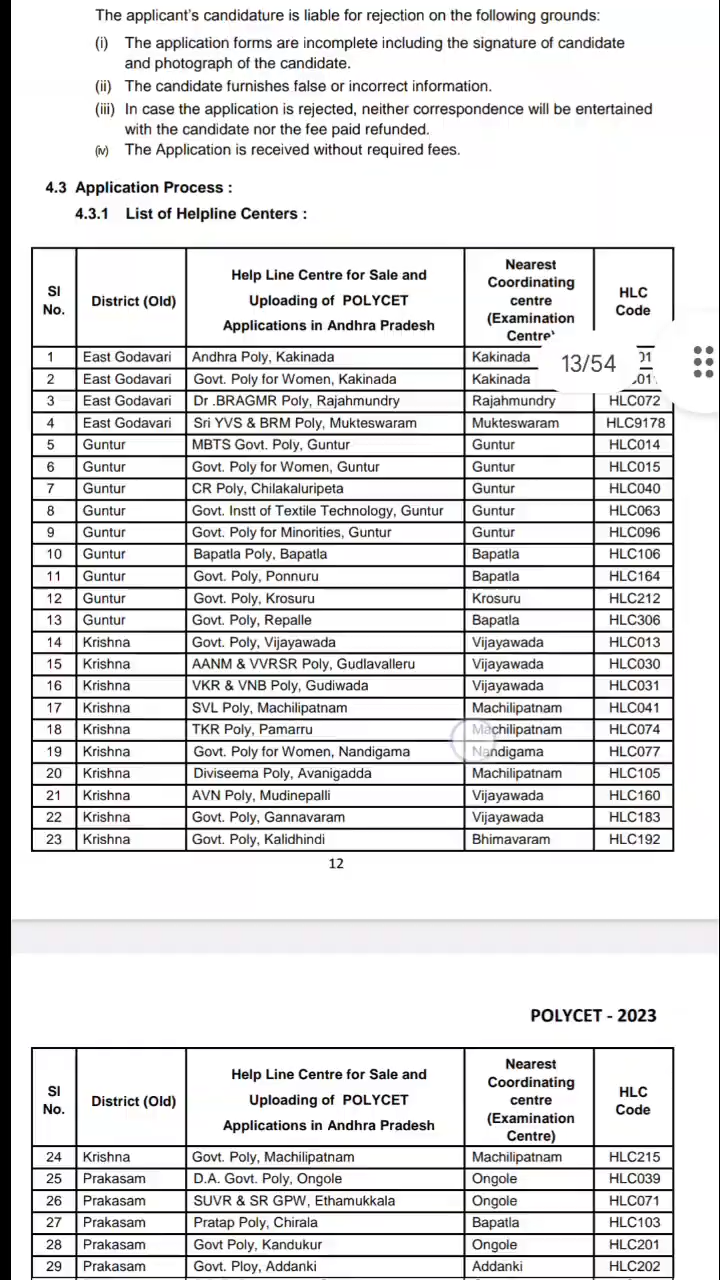 The applicant's candidature is liable for rejection on the following grounds:
(i) The application forms are incomplete including the signature of candidate
and photograph of the candidate.
(ii) The candidate furnishes false or incorrect information.
(iii) In case the application is rejected, neither correspondence will be entertained
with the candidate nor the fee paid refunded.
(iv) The Application is received without required fees.
4.3 Application Process :
4.3.1 List of Helpline Centers :
Sl No. District (Old) Help Line Centre for Sale and Uploading of POLYCET Applications in Andhra Pradesh Nearest Coordinating centre (Examination Centre) HLC Code
13/54
1 East Godavari Andhra Poly, Kakinada Kakinada
2 East Godavari Govt. Poly for Women, Kakinada Kakinada
3 East Godavari Dr .BRAGMR Poly, Rajahmundry Rajahmundry HLC072
4 East Godavari Sri YVS & BRM Poly, Mukteswaram Mukteswaram HLC9178
5 Guntur MBTS Govt. Poly, Guntur Guntur HLC014
6 Guntur Govt. Poly for Women, Guntur Guntur HLC015
7 Guntur CR Poly, Chilakaluripeta Guntur HLC040
8 Guntur Govt. Instt of Textile Technology, Guntur Guntur HLC063
9 Guntur Govt. Poly for Minorities, Guntur Guntur HLC096
10 Guntur Bapatla Poly, Bapatla Bapatla HLC106
11 Guntur Govt. Poly, Ponnuru Bapatla HLC164
12 Guntur Govt. Poly, Krosuru Krosuru HLC212
13 Guntur Govt. Poly, Repalle Bapatla HLC306
14 Krishna Govt. Poly, Vijayawada Vijayawada HLC013
15 Krishna AANM & VVRSR Poly, Gudlavalleru Vijayawada HLC030
16 Krishna VKR & VNB Poly, Gudiwada Vijayawada HLC031
17 Krishna SVL Poly, Machilipatnam Machilipatnam HLC041
18 Krishna TKR Poly, Pamarru Machilipatnam HLC074
19 Krishna Govt. Poly for Women, Nandigama Nandigama HLC077
20 Krishna Diviseema Poly, Avanigadda Machilipatnam HLC105
21 Krishna AVN Poly, Mudinepalli Vijayawada HLC160
22 Krishna Govt. Poly, Gannavaram Vijayawada HLC183
23 Krishna Govt. Poly, Kalidhindi Bhimavaram HLC192
12
POLYCET - 2023
Sl No. District (Old) Help Line Centre for Sale and Uploading of POLYCET Applications in Andhra Pradesh Nearest Coordinating centre (Examination Centre) HLC Code
24 Krishna Govt. Poly, Machilipatnam Machilipatnam HLC215
25 Prakasam D.A. Govt. Poly, Ongole Ongole HLC039
26 Prakasam SUVR & SR GPW, Ethamukkala Ongole HLC071
27 Prakasam Pratap Poly, Chirala Bapatla HLC103
28 Prakasam Govt Poly, Kandukur Ongole HLC201
29 Prakasam Govt. Ploy, Addanki Addanki HLC202